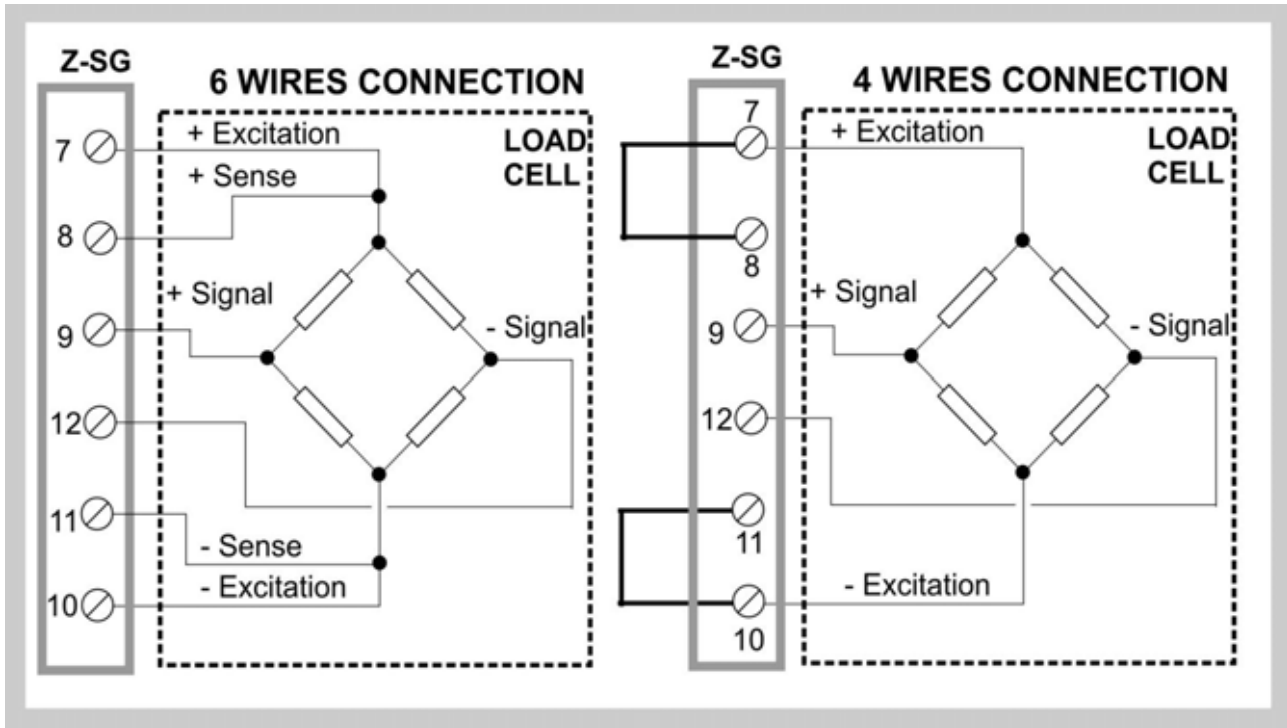 Z-SG
6 WIRES CONNECTION
LOAD
CELL
7
+ Excitation
+ Sense
8
+ Signal
- Signal
9
12
11
- Sense
- Excitation
10
Z-SG
4 WIRES CONNECTION
LOAD
CELL
7
+ Excitation
8
+ Signal
- Signal
9
12
11
- Excitation
10